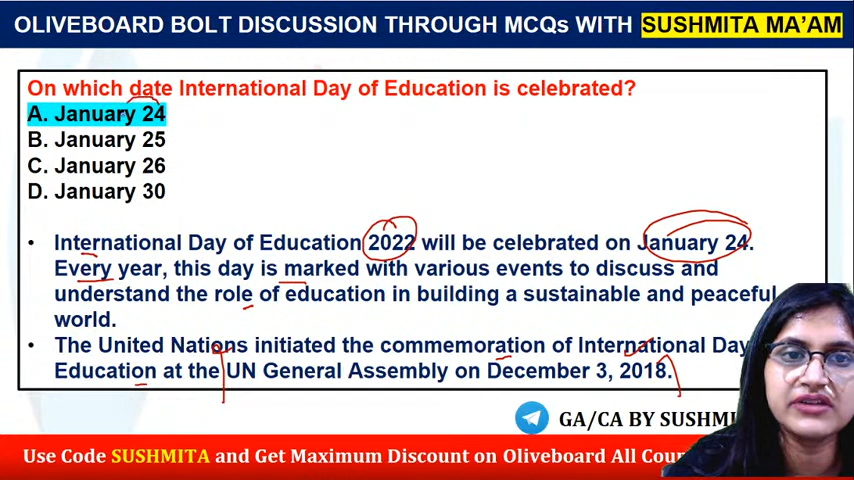 OLIVEBOARD BOLT DISCUSSION THROUGH MCQs WITH SUSHMITA MA'AM
On which date International Day of Education is celebrated?
A. January 24
B. January 25
C. January 26
D. January 30
• International Day of Education 2022 will be celebrated on January 24.
Every year, this day is marked with various events to discuss and
understand the role of education in building a sustainable and peaceful
world.
• The United Nations initiated the commemoration of International Day
Education at the UN General Assembly on December 3, 2018.
GA/CA BY SUSHM
Use Code SUSHMITA and Get Maximum Discount on Oliveboard All